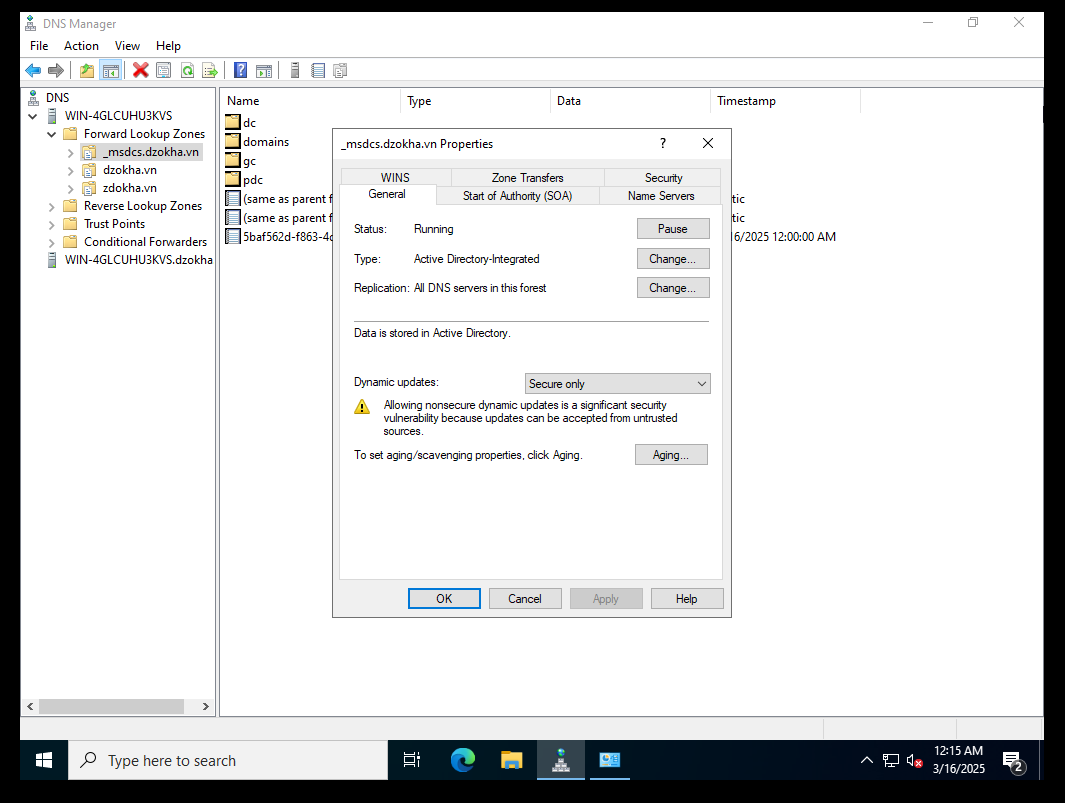 DNS Manager
File Action View Help
DNS
WIN-4GLCUHU3KVS
Forward Lookup Zones
_msdcs.dzokha.vn
dzokha.vn
zdokha.vn
Reverse Lookup Zones
Trust Points
Conditional Forwarders
WIN-4GLCUHU3KVS.dzokha
Name Type Data Timestamp
dc
domains
gc
pdc
(same as parent f
tic
(same as parent f
tic
5baf562d-f863-4c
16/2025 12:00:00 AM
_msdcs.dzokha.vn Properties
?
WINS Zone Transfers Security
General Start of Authority (SOA) Name Servers
Status: Running Pause
Type: Active Directory-Integrated Change...
Replication: All DNS servers in this forest Change...
Data is stored in Active Directory.
Dynamic updates: Secure only
Allowing nonsecure dynamic updates is a significant security
vulnerability because updates can be accepted from untrusted
sources.
To set aging/scavenging properties, click Aging. Aging...
OK Cancel Apply Help
Type here to search
12:15 AM
3/16/2025
2